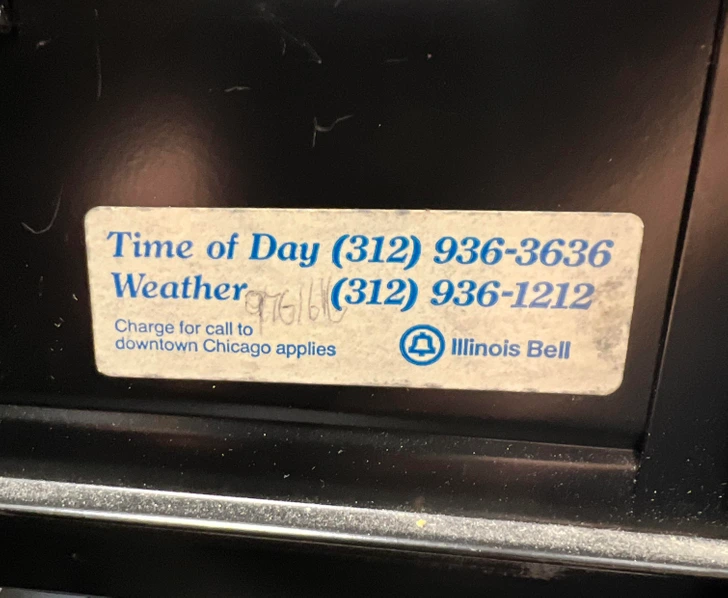 Time of Day (312) 936-3636
Weather (312) 936-1212
Charge for call to
downtown Chicago applies
Illinois Bell